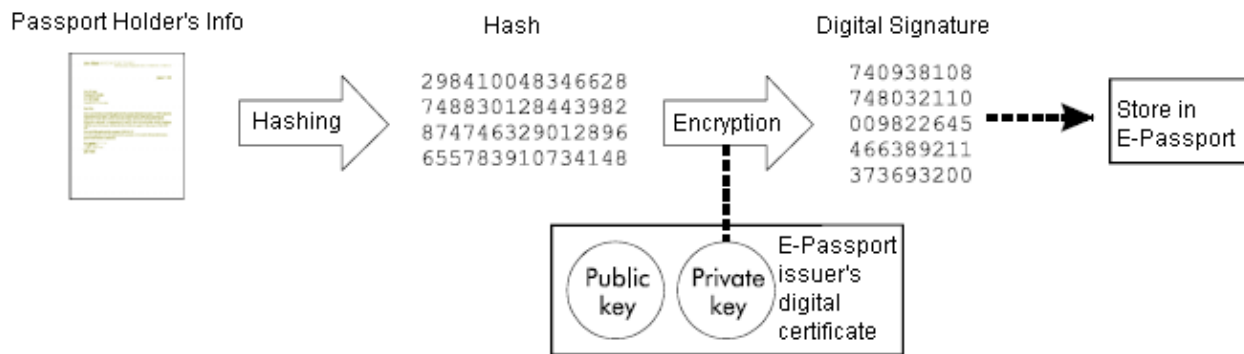 Passport Holder's Info
Hash
Digital Signature
Hashing
298410048346628
748830128443982
874746329012896
655783910734148
Encryption
740938108
748032110
009822645
466389211
373693200
Store in
E-Passport
Public
key
Private
key
E-Passport
issuer's
digital
certificate